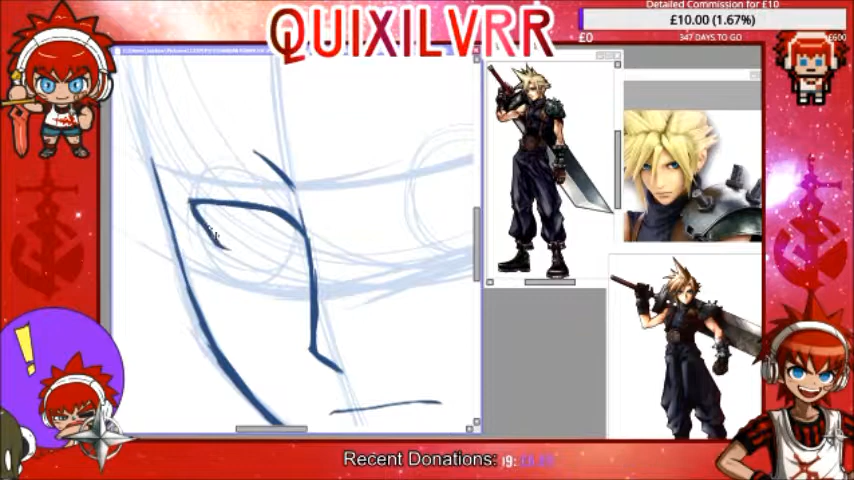 Detailed Commission for £10
QUIXILVRR
£10.00 (1.67%)
£0
347 DAYS TO GO
£600
Recent Donations: